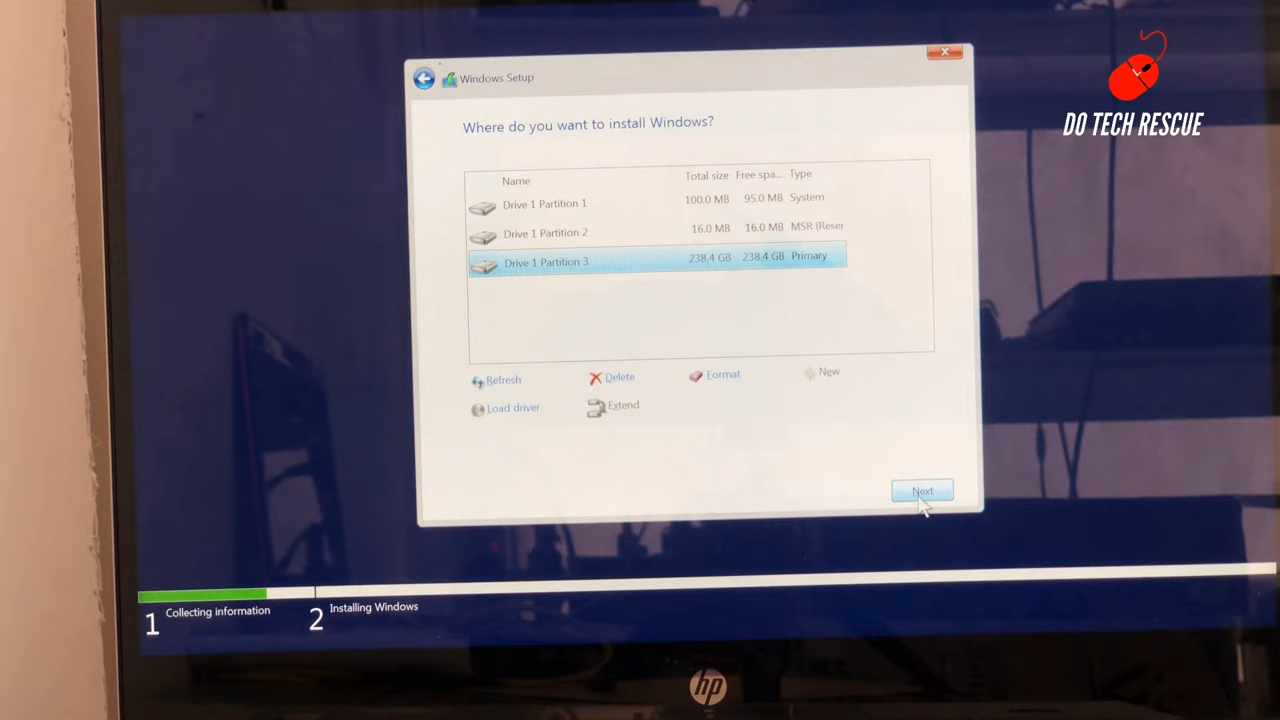 Windows Setup
DO TECH RESCUE
Where do you want to install Windows?
Name Total size Free spa... Type
Drive 1 Partition 1 100.0 MB 95.0 MB System
Drive 1 Partition 2 16.0 MB 16.0 MB MSR (Reser
Drive 1 Partition 3 238.4 GB 238.4 GB Primary
Refresh Delete Format New
Load driver Extend
Next
1 Collecting information 2 Installing Windows
hp